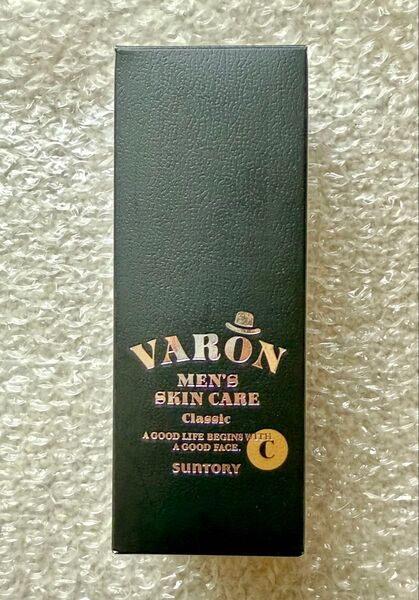 VARON
MEN'S
SKIN CARE
Classic
A GOOD LIFE BEGINS WITH
A GOOD FACE.
C
SUNTORY